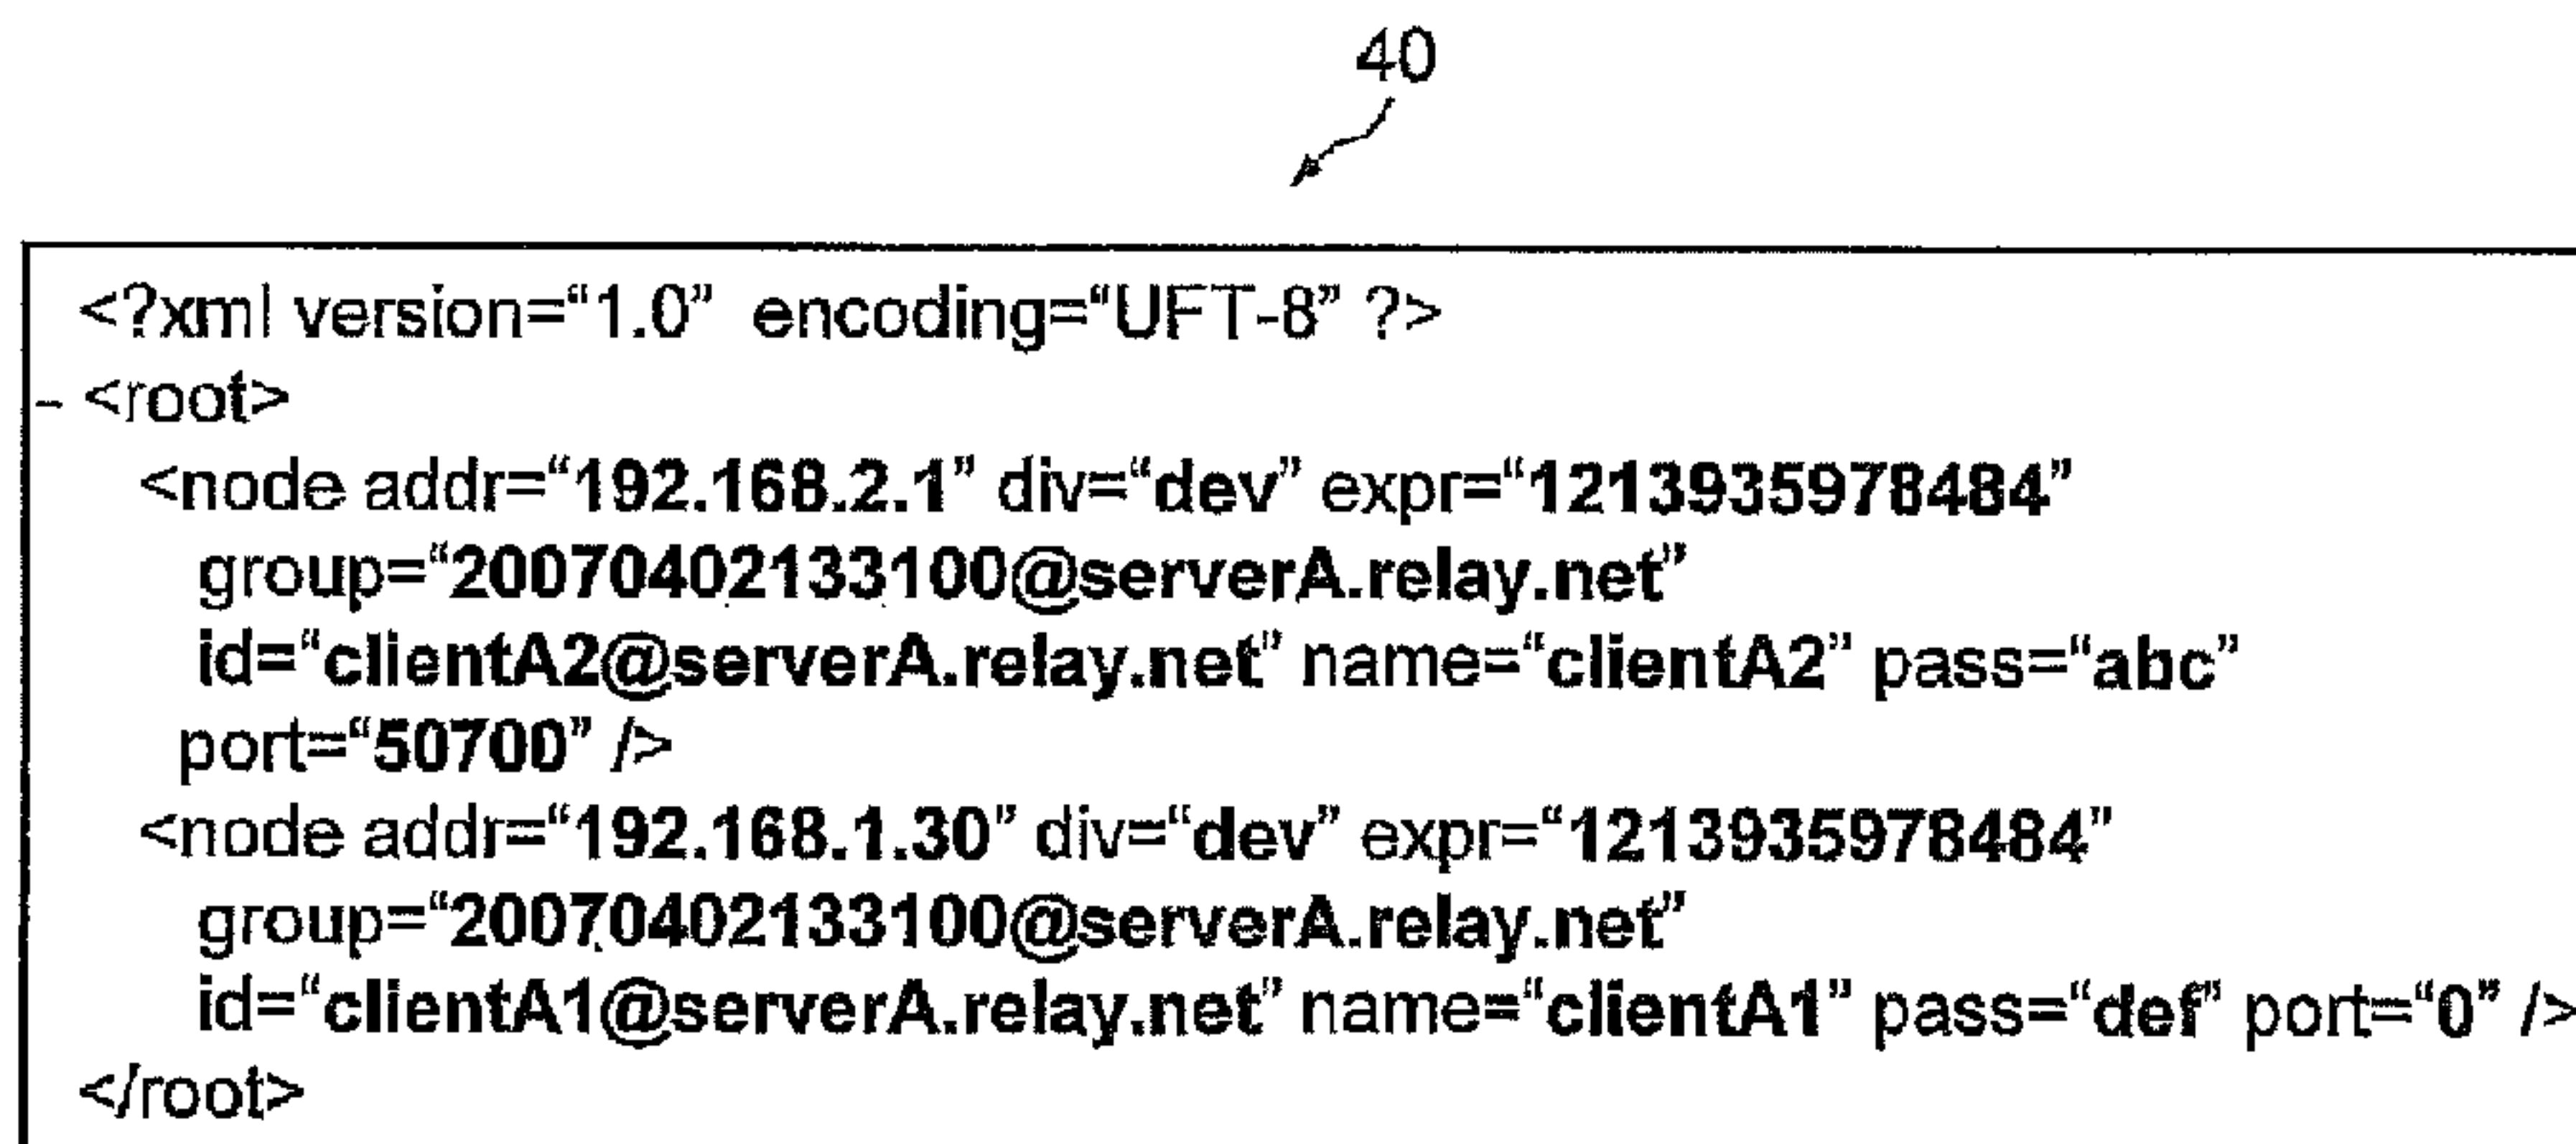 40
<?xml version=“1.0” encoding=“UFT-8” ?>
- <root>
<node addr=“192.168.2.1” div=“dev” expr=“1213935978484”
group=“20070402133100@serverA.relay.net”
id=“clientA2@serverA.relay.net” name=“clientA2” pass=“abc”
port=“50700” />
<node addr=“192.168.1.30” div=“dev” expr=“1213935978484”
group=“20070402133100@serverA.relay.net”
id=“clientA1@serverA.relay.net” name=“clientA1” pass=“def” port=“0” />
</root>